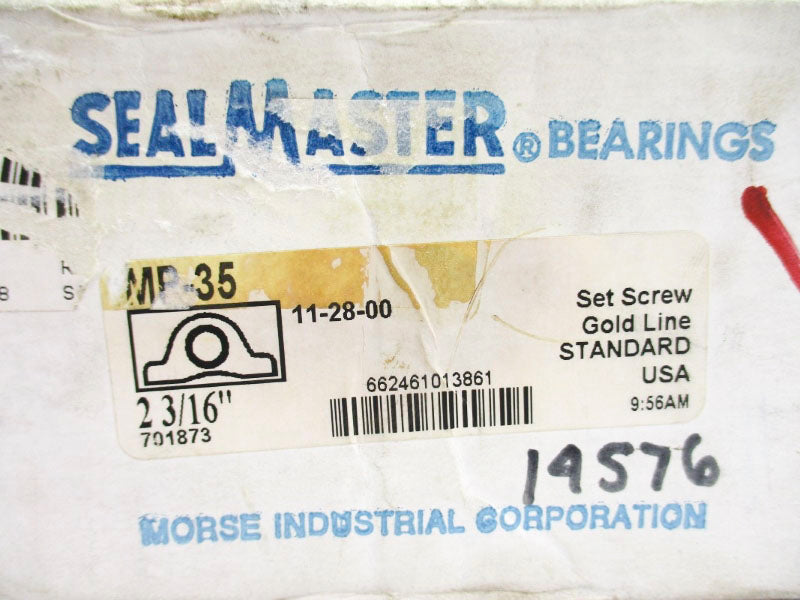 SEALMASTER® BEARINGS
MP-35
11-28-00
Set Screw
Gold Line
STANDARD
USA
9:56AM
662461013861
2 3/16"
701873
14576
MORSE INDUSTRIAL CORPORATION
8